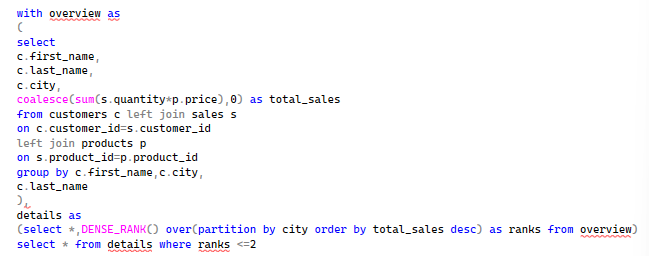 with overview as
(
select
c.first_name,
c.last_name,
c.city,
coalesce(sum(s.quantity*p.price),0) as total_sales
from customers c left join sales s
on c.customer_id=s.customer_id
left join products p
on s.product_id=p.product_id
group by c.first_name,c.city,
c.last_name
),
details as
(select *,DENSE_RANK() over(partition by city order by total_sales desc) as ranks from overview)
select * from details where ranks <=2